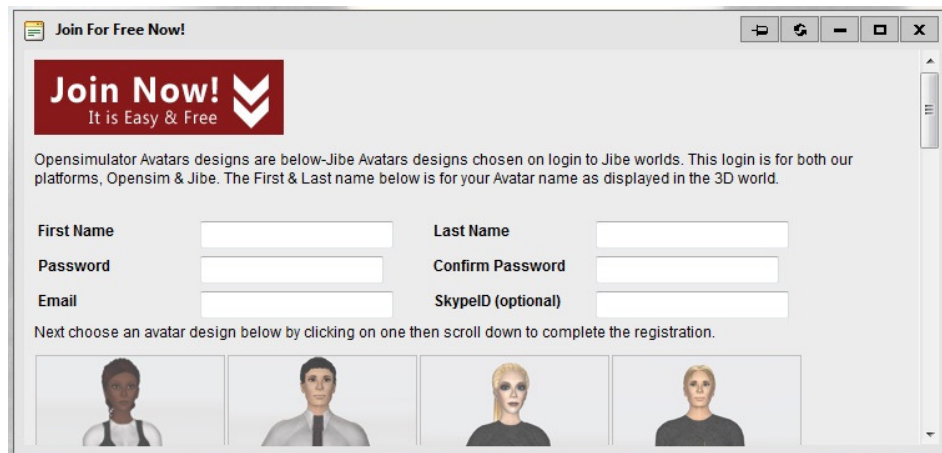 Join For Free Now!
Join Now!
It is Easy & Free
Opensimulator Avatars designs are below-Jibe Avatars designs chosen on login to Jibe worlds. This login is for both our
platforms, Opensim & Jibe. The First & Last name below is for your Avatar name as displayed in the 3D world.
First Name Last Name
Password Confirm Password
Email SkypeID (optional)
Next choose an avatar design below by clicking on one then scroll down to complete the registration.